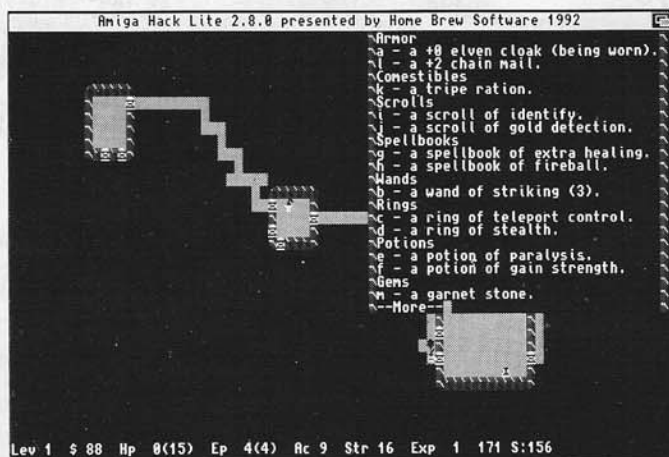 Amiga Hack Lite 2.8.0 presented by Home Brew Software 1992
Armor
a - a +0 elven cloak (being worn).
l - a +2 chain mail.
Comestibles
k - a tripe ration.
Scrolls
i - a scroll of identify.
j - a scroll of gold detection.
Spellbooks
g - a spellbook of extra healing.
h - a spellbook of fireball.
Wands
b - a wand of striking (3).
Rings
c - a ring of teleport control.
d - a ring of stealth.
Potions
e - a potion of paralysis.
f - a potion of gain strength.
Gems
m - a garnet stone.
--More--
Lev 1 $ 88 Hp 0(15) Ep 4(4) Ac 9 Str 16 Exp 1 171 S:156